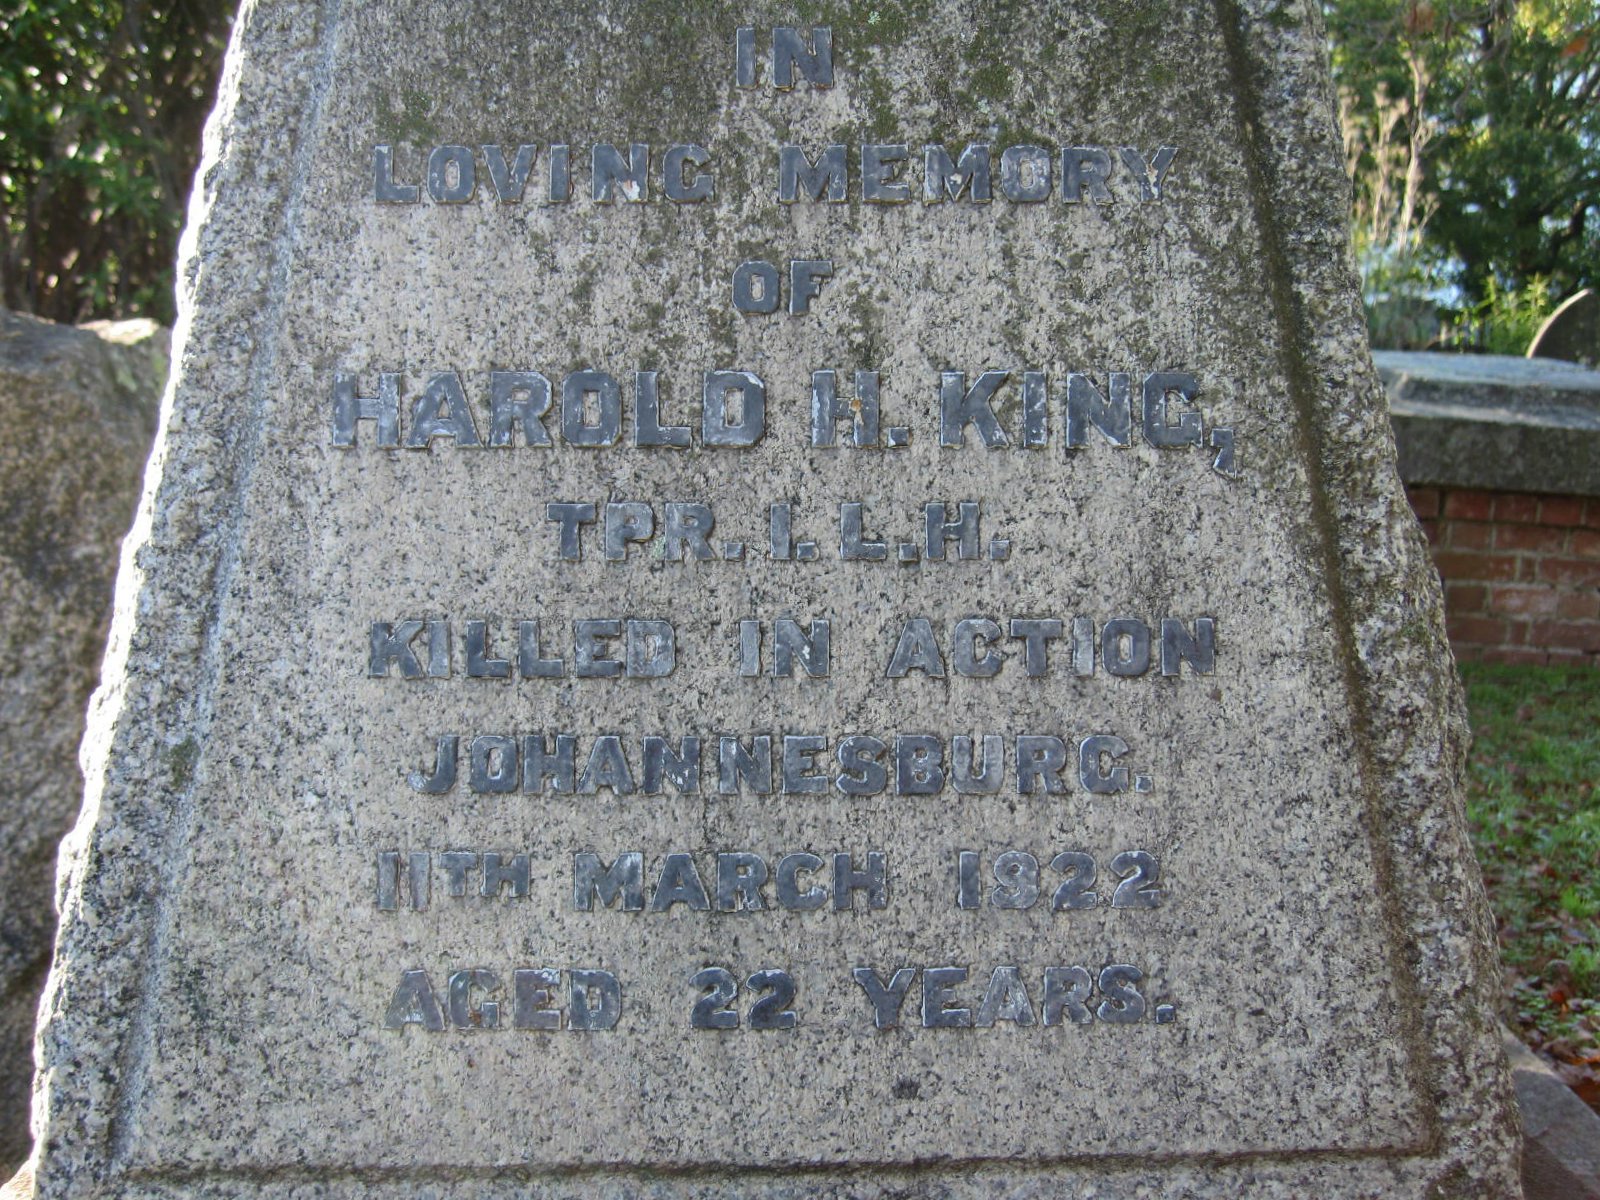 IN
LOVING MEMORY
OF
HAROLD H. KING,
TPR. I. L.H.
KILLED IN ACTION
JOHANNESBURG.
11TH MARCH 1922
AGED 22 YEARS.